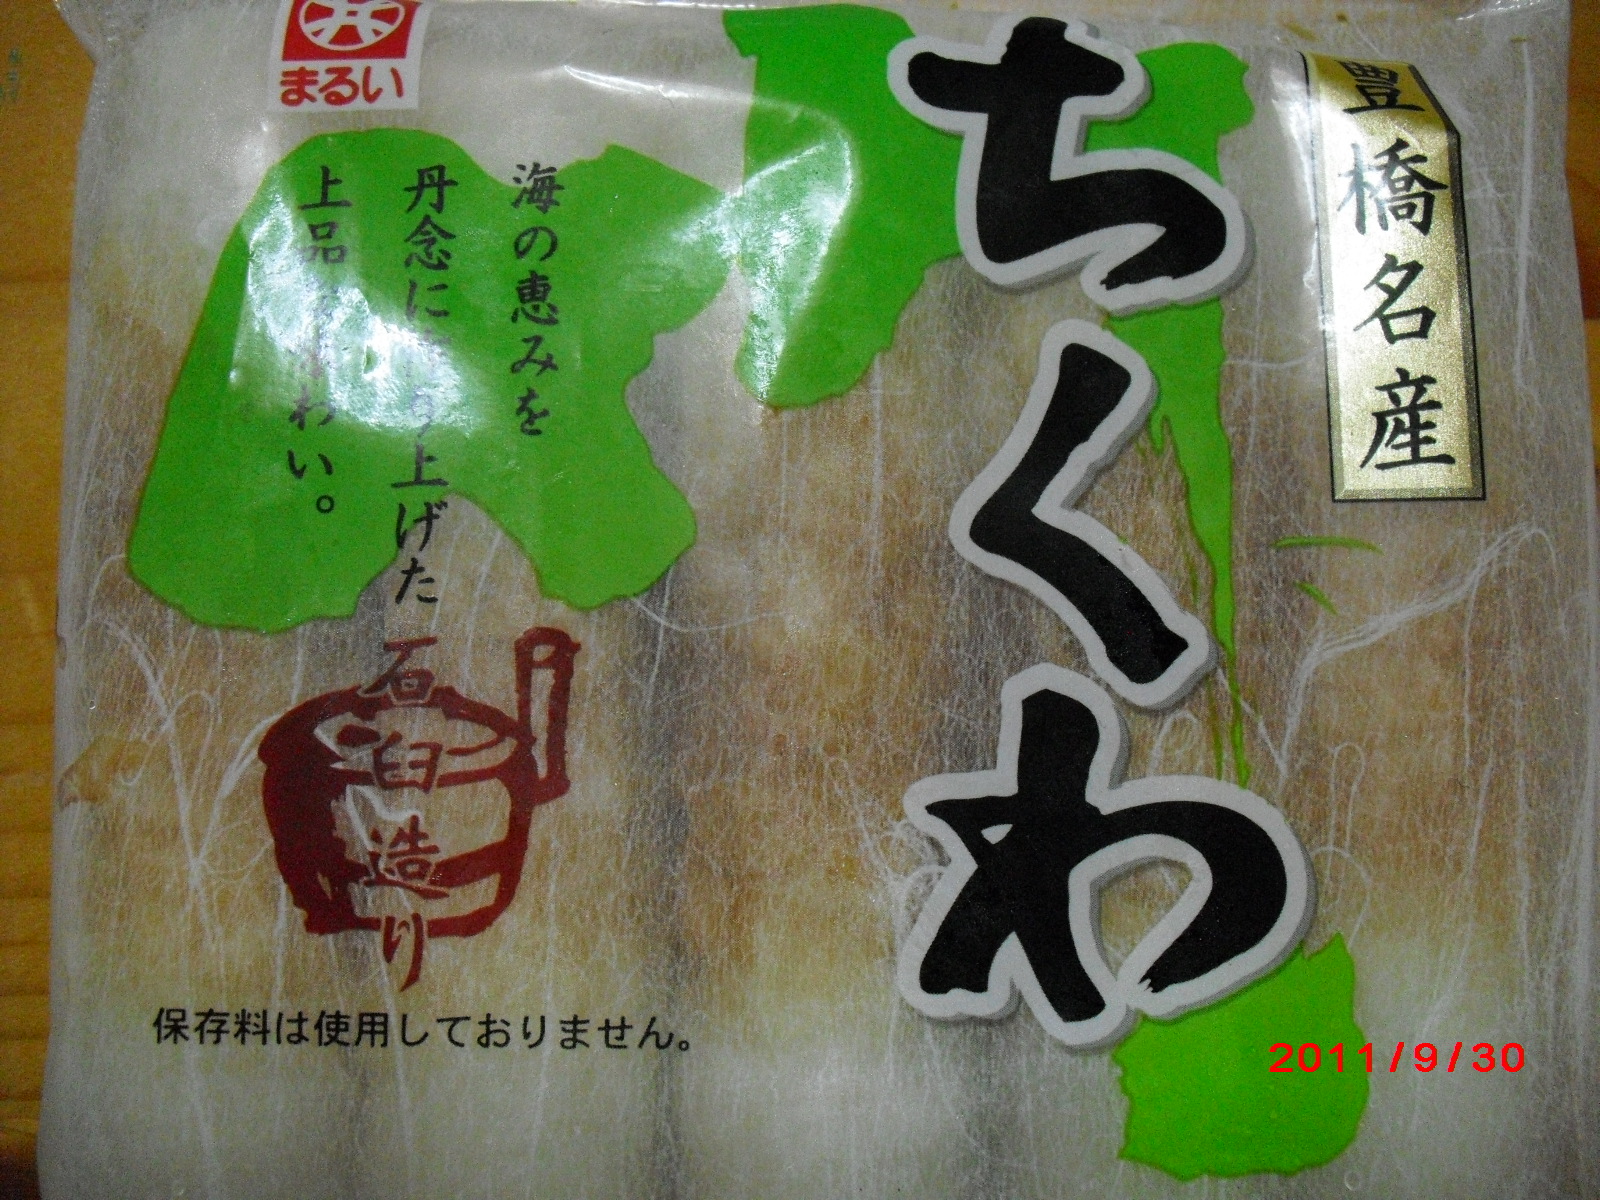 豊橋名産
ちくわ
まるい
海の恵みを
丹念に 上げた
上品 わい。
石臼造り
保存料は使用しておりません。
2011/9/30